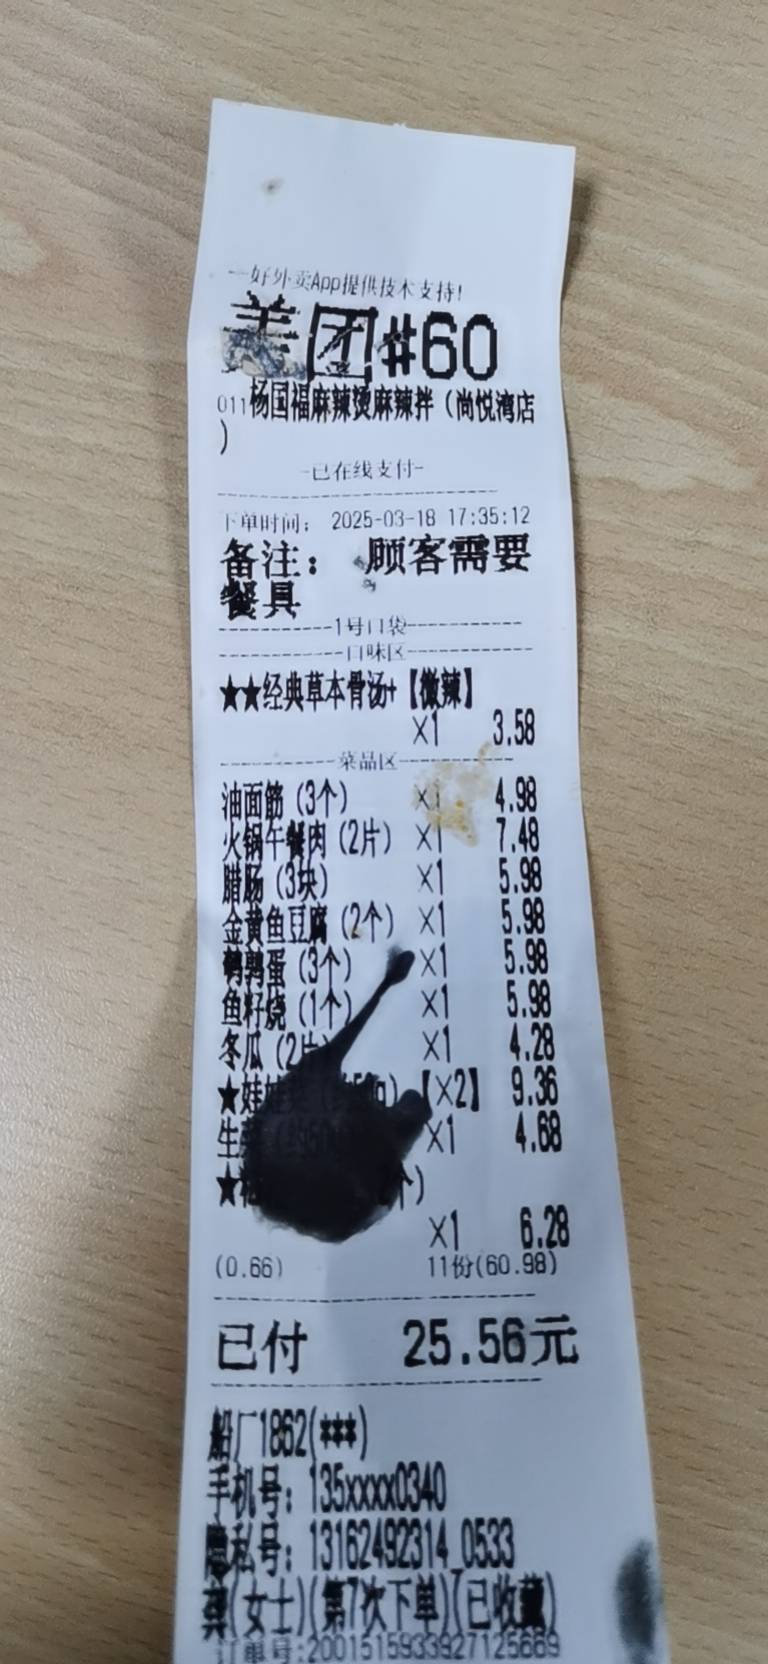 一好外卖App提供技术支持!
美团#60
011杨国福麻辣烫麻辣拌（尚悦湾店
）
-已在线支付-
下单时间： 2025-03-18 17:35:12
备注： 顾客需要
餐具
1号口袋
口味区
★★经典草本骨汤+【微辣】
X1 3.58
菜品区
油面筋（3个） X1 4.98
火锅午餐肉（2片） X1 7.48
腊肠（3块） X1 5.98
金黄鱼豆腐（2个） X1 5.98
鹌鹑蛋（3个） X1 5.98
鱼籽烧（1个） X1 5.98
冬瓜（2片） X1 4.28
★娃 【X2】 9.36
生 X1 4.68
★
X1 6.28
(0.66) 11份(60.98)
已付 25.56元
船厂1862(***)
手机号：135xxxx0340
隐私号：13162492314_0533
龚(女士)(第7次下单)(已收藏)
订单号:2001515933927125669